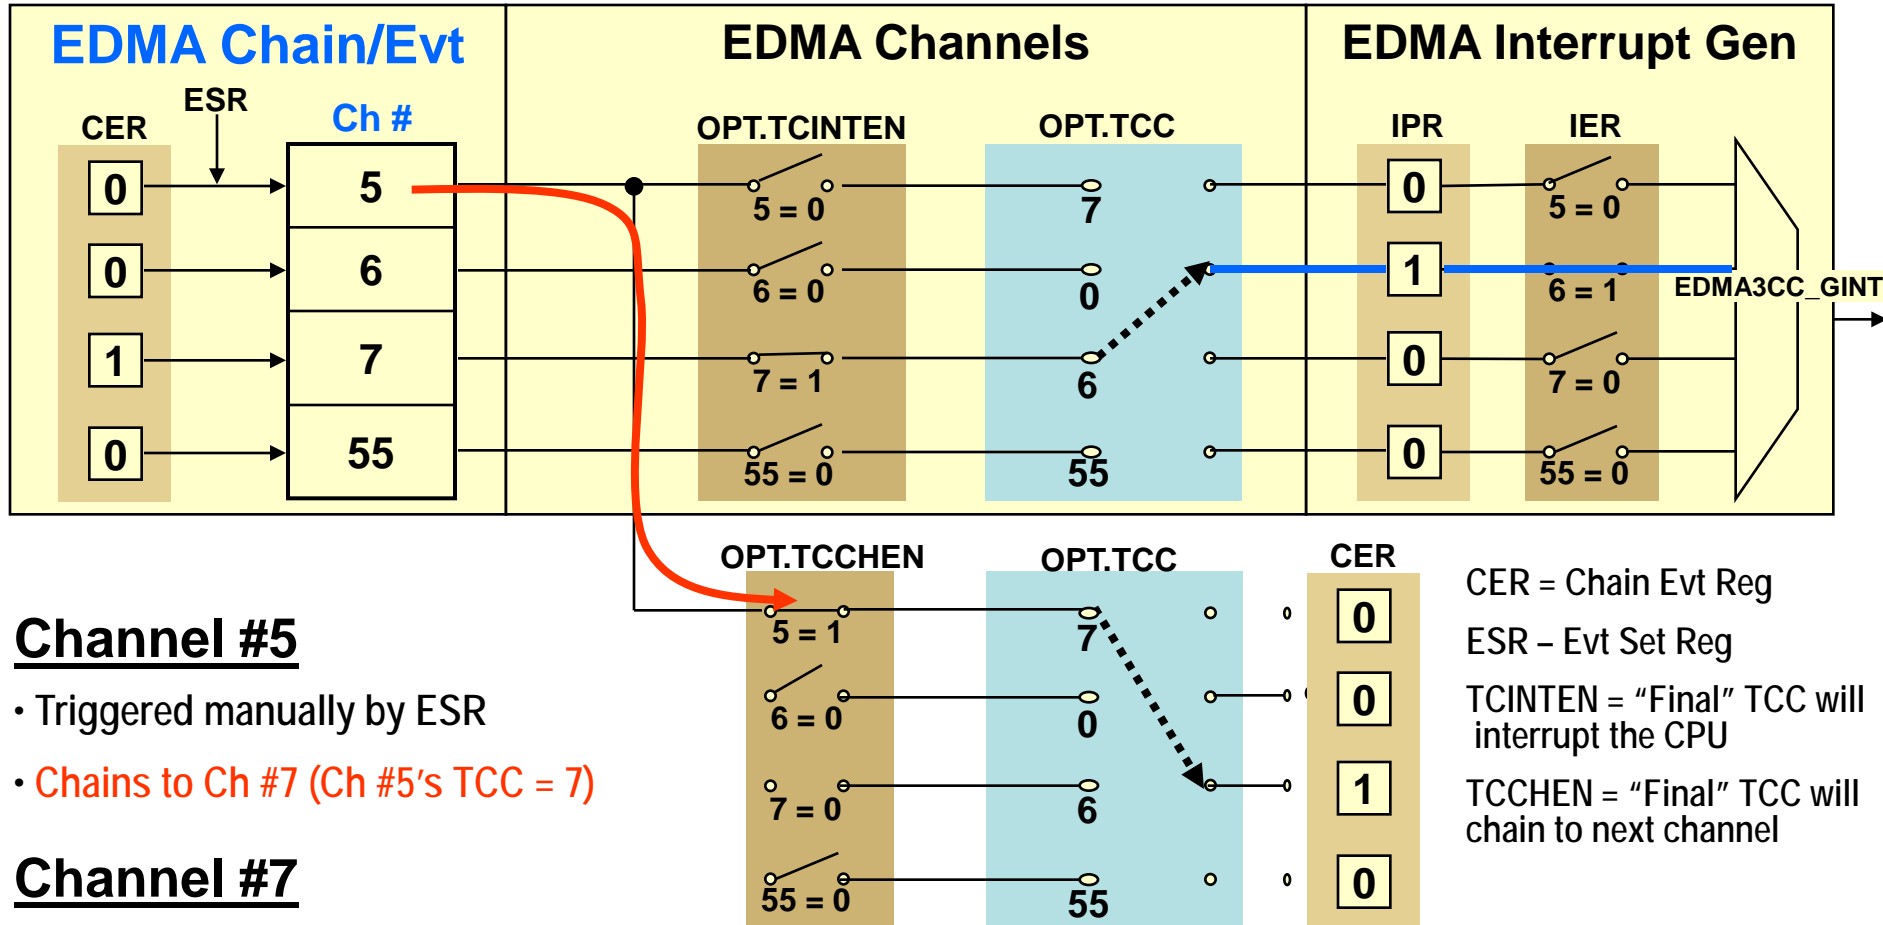 EDMA Chain/Evt
EDMA Channels
EDMA Interrupt Gen
ESR
CER
Ch #
OPT.TCINTEN
OPT.TCC
IPR
IER
0
5
5 = 0
7
0
5 = 0
0
6
6 = 0
0
1
6 = 1
EDMA3CC_GINT
1
7
7 = 1
6
0
7 = 0
0
55
55 = 0
55
0
55 = 0
OPT.TCCHEN
OPT.TCC
CER
5 = 1
7
0
6 = 0
0
0
7 = 0
6
1
55 = 0
55
0
CER = Chain Evt Reg
ESR – Evt Set Reg
TCINTEN = “Final” TCC will
interrupt the CPU
TCCHEN = “Final” TCC will
chain to next channel
Channel #5
• Triggered manually by ESR
• Chains to Ch #7 (Ch #5’s TCC = 7)
Channel #7